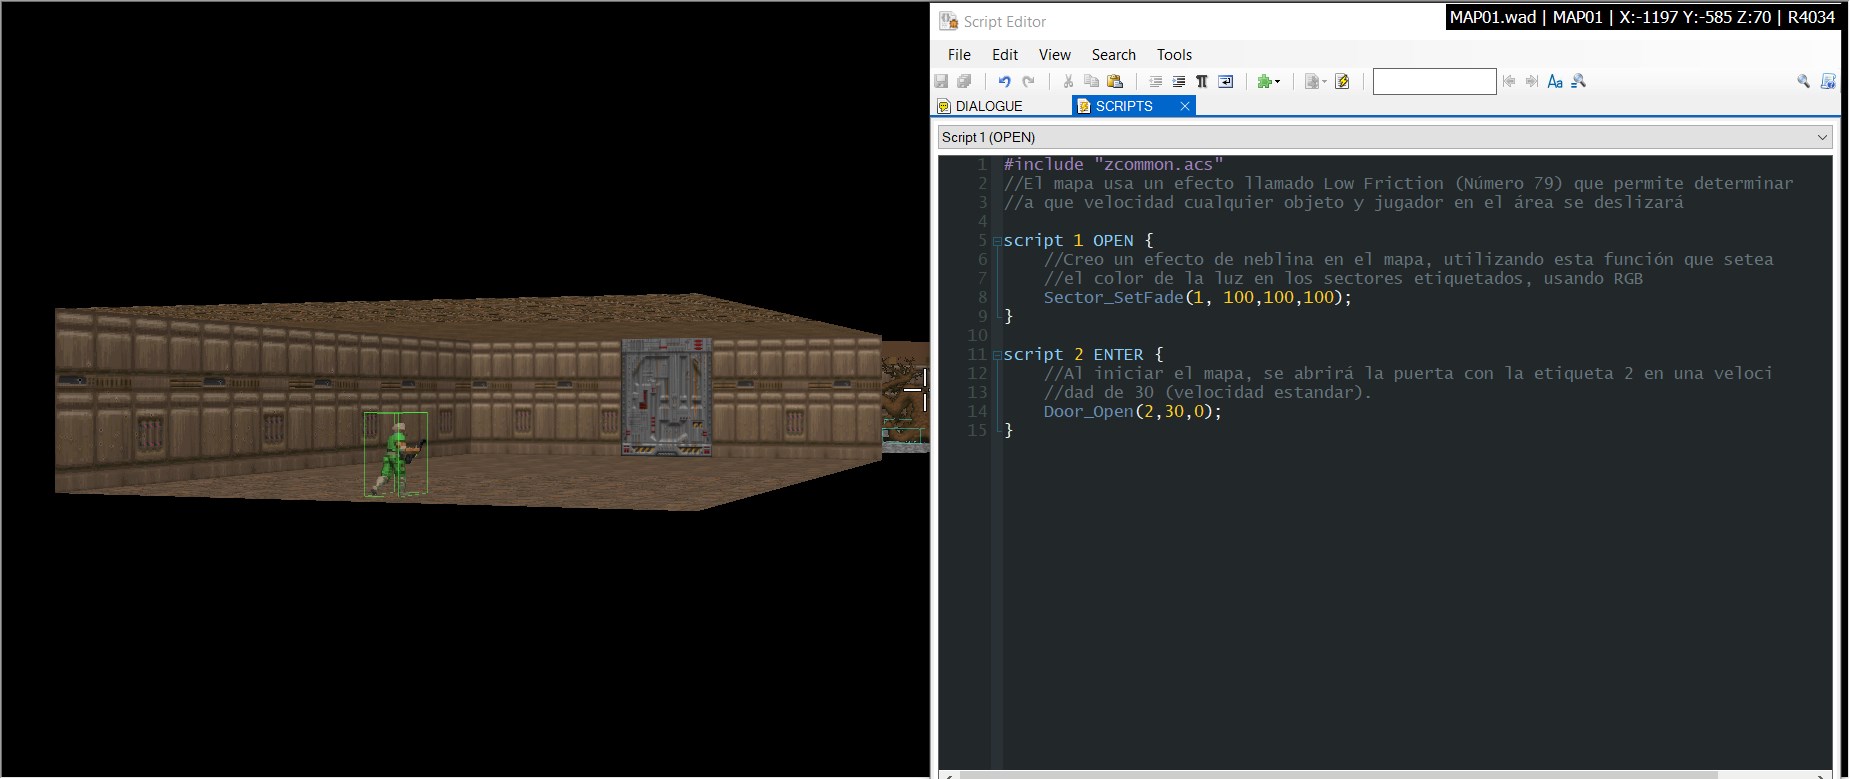 Script Editor
MAP01.wad | MAP01 | X:-1197 Y:-585 Z:70 | R4034
File Edit View Search Tools
DIALOGUE SCRIPTS
Script 1 (OPEN)
1 #include "zcommon.acs"
2 //El mapa usa un efecto llamado Low Friction (Número 79) que permite determinar
3 //a que velocidad cualquier objeto y jugador en el área se deslizará
4
5 script 1 OPEN {
6 //Creo un efecto de neblina en el mapa, utilizando esta función que setea
7 //el color de la luz en los sectores etiquetados, usando RGB
8 Sector_SetFade(1, 100,100,100);
9 }
10
11 script 2 ENTER {
12 //Al iniciar el mapa, se abrirá la puerta con la etiqueta 2 en una veloci
13 //dad de 30 (velocidad estandar).
14 Door_Open(2,30,0);
15 }